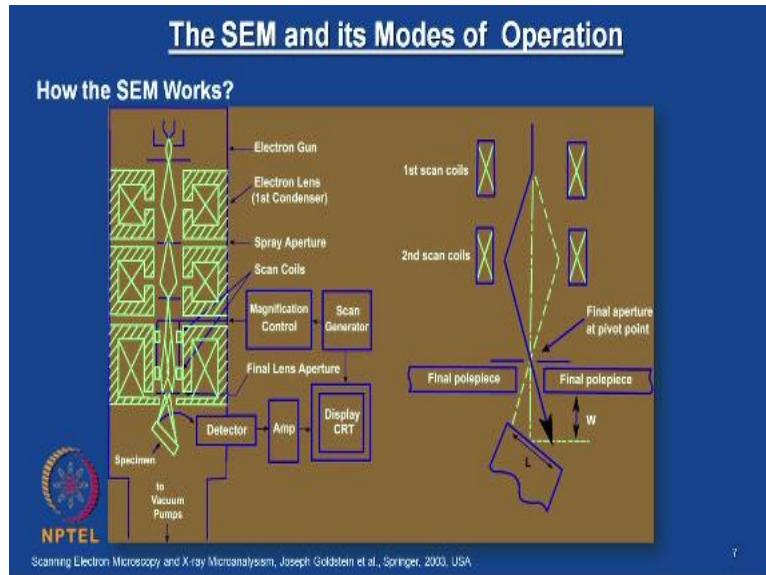 The SEM and its Modes of Operation
How the SEM Works?
Electron Gun
Electron Lens
(1st Condenser)
Spray Aperture
Scan Coils
Magnification
Control
Scan
Generator
Final Lens Aperture
Detector
Amp
Display
CRT
Specimen
to
Vacuum
Pumps
1st scan coils
2nd scan coils
Final aperture
at pivot point
Final polepiece
Final polepiece
W
L
NPTEL
Scanning Electron Microscopy and X-ray Microanalysism, Joseph Goldstein et al., Springer, 2003, USA
7